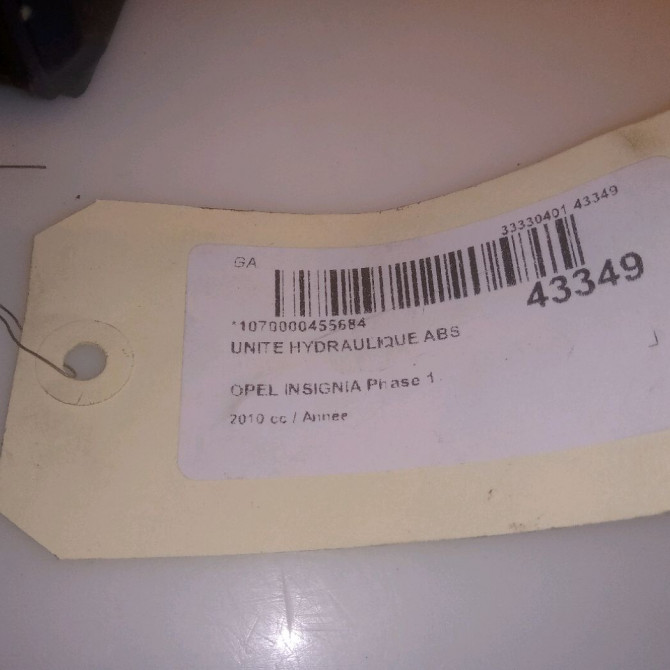 33330401 43349
GA
43349
*1070000455684
UNITE HYDRAULIQUE ABS
OPEL INSIGNIA Phase 1
2010 cc / Annee